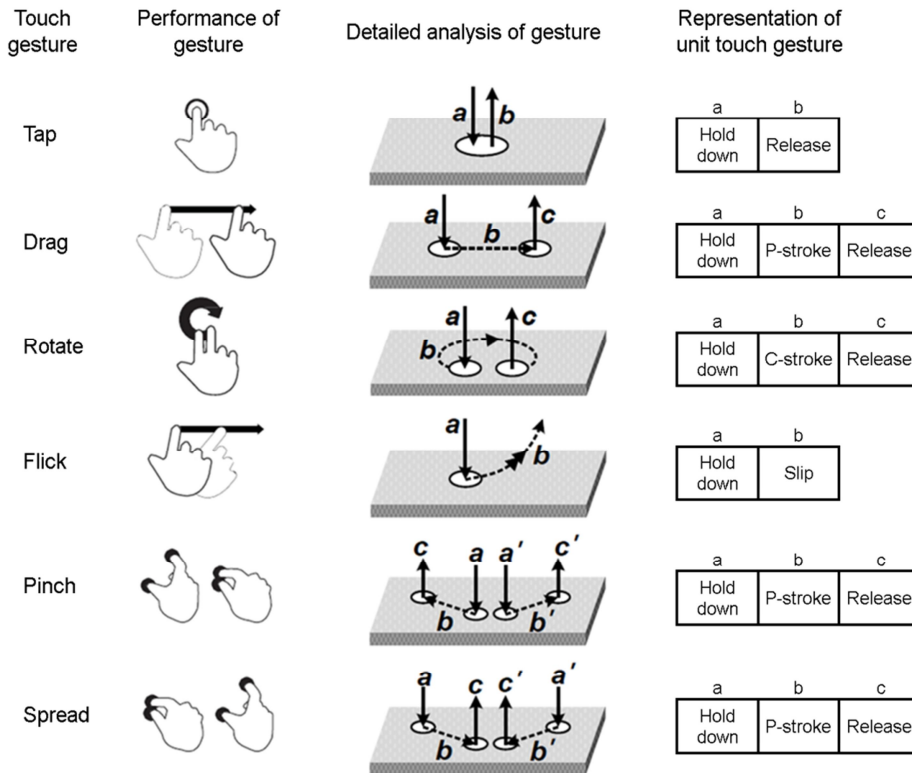 Touch gesture
Performance of gesture
Detailed analysis of gesture
Representation of unit touch gesture
Tap
a
b
a
b
Hold down
Release
Drag
a
b
c
a
b
c
Hold down
P-stroke
Release
Rotate
a
b
c
a
b
c
Hold down
C-stroke
Release
Flick
a
b
a
b
Hold down
Slip
Pinch
c
a
a'
c'
b
b'
a
b
c
Hold down
P-stroke
Release
Spread
a
c
c'
a'
b
b'
a
b
c
Hold down
P-stroke
Release